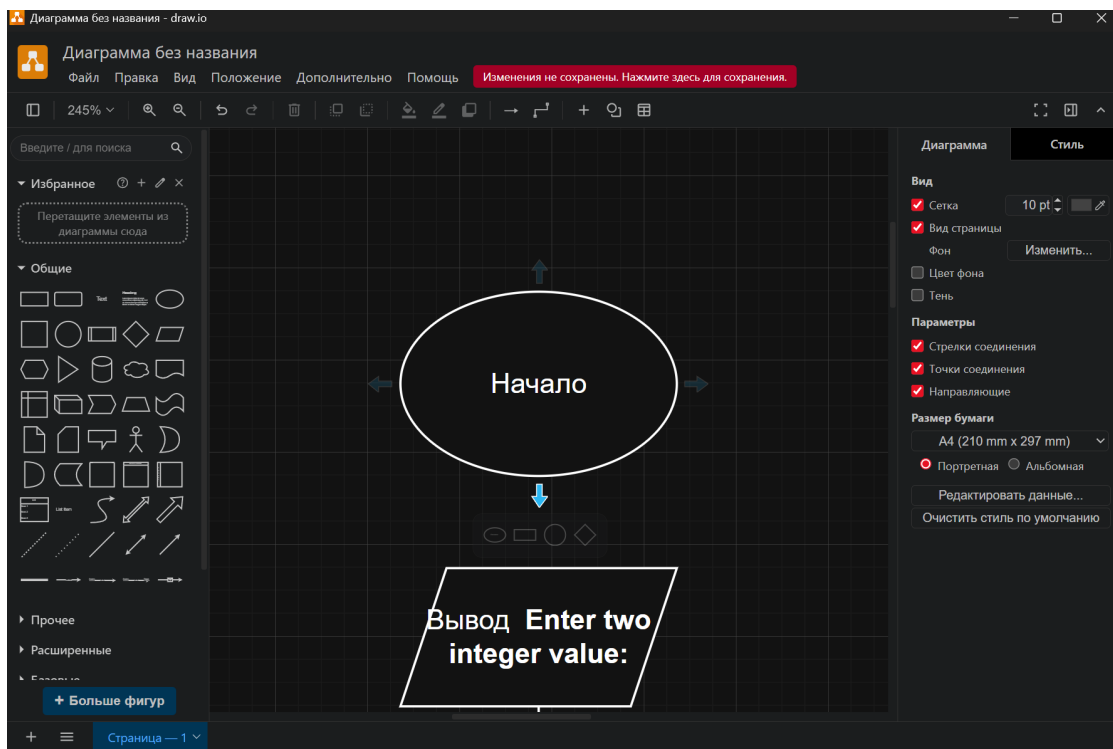 Диаграмма без названия - draw.io
Диаграмма без названия
Файл Правка Вид Положение Дополнительно Помощь
Изменения не сохранены. Нажмите здесь для сохранения.
245%
Введите / для поиска
Избранное
Перетащите элементы из
диаграммы сюда
Общие
Text
Heading
List Item
Прочее
Расширенные
Базовые
+ Больше фигур
Начало
Вывод Enter two
integer value:
Диаграмма Стиль
Вид
Сетка 10 pt
Вид страницы
Фон Изменить...
Цвет фона
Тень
Параметры
Стрелки соединения
Точки соединения
Направляющие
Размер бумаги
A4 (210 mm x 297 mm)
Портретная Альбомная
Редактировать данные...
Очистить стиль по умолчанию
Страница — 1